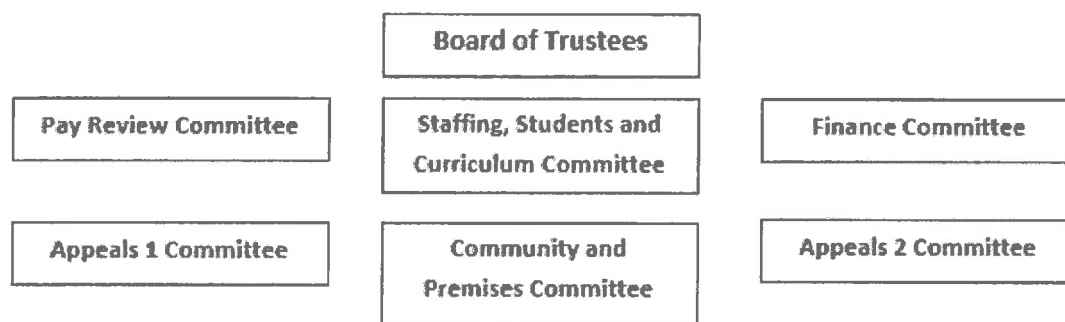 Board of Trustees
Pay Review Committee
Staffing, Students and
Curriculum Committee
Finance Committee
Appeals 1 Committee
Community and
Premises Committee
Appeals 2 Committee